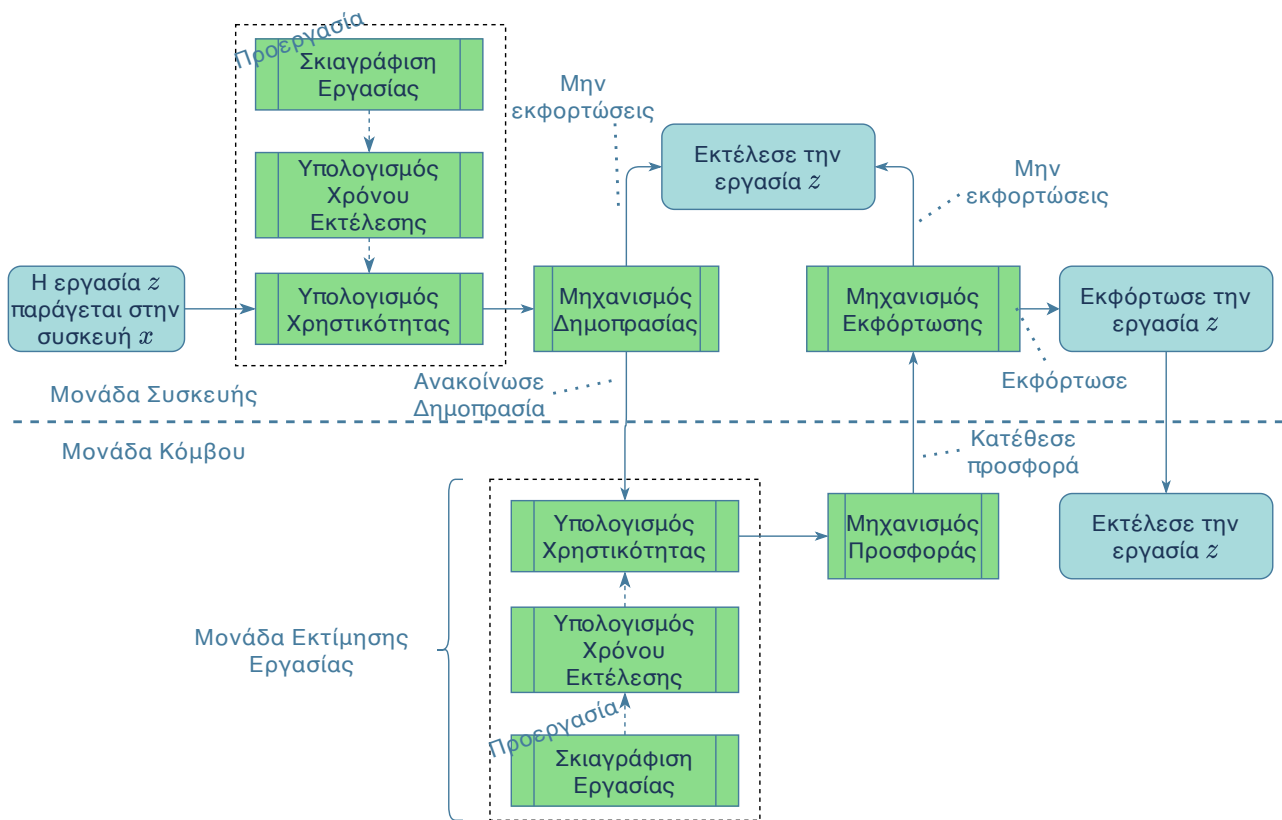 Προεργασία
Σκιαγράφιση
Εργασίας
Υπολογισμός
Χρόνου
Εκτέλεσης
Υπολογισμός
Χρηστικότητας
Η εργασία z
παράγεται στην
συσκευή x
Μην
εκφορτώσεις
Εκτέλεσε την
εργασία z
Μην
εκφορτώσεις
Μηχανισμός
Δημοπρασίας
Μηχανισμός
Εκφόρτωσης
Εκφόρτωσε την
εργασία z
Ανακοίνωσε
Δημοπρασία
Εκφόρτωσε
Μονάδα Συσκευής
Μονάδα Κόμβου
Κατέθεσε
προσφορά
Υπολογισμός
Χρηστικότητας
Μηχανισμός
Προσφοράς
Εκτέλεσε την
εργασία z
Μονάδα Εκτίμησης
Εργασίας
Υπολογισμός
Χρόνου
Εκτέλεσης
Προεργασία
Σκιαγράφιση
Εργασίας